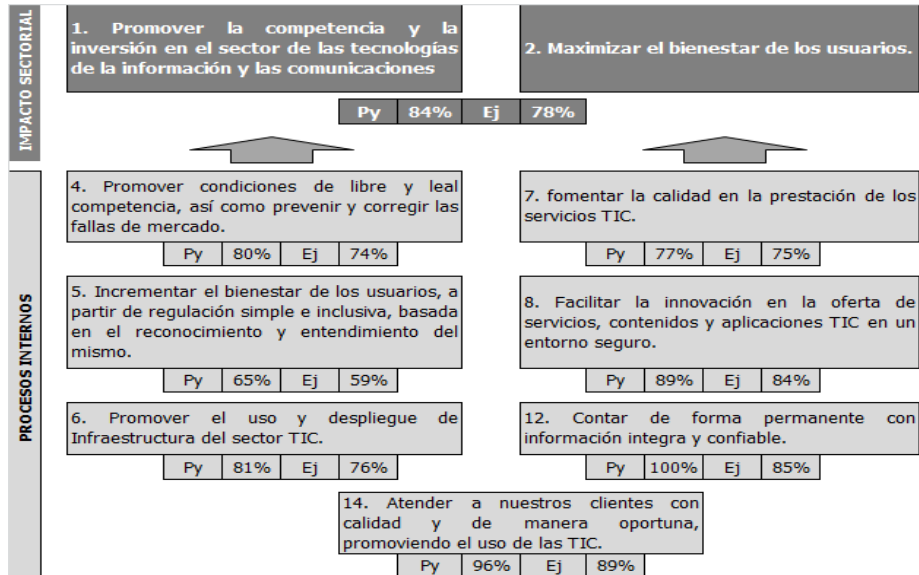 IMPACTO SECTORIAL
1. Promover la competencia y la
inversión en el sector de las tecnologías
de la información y las comunicaciones
2. Maximizar el bienestar de los usuarios.
Py 84% Ej 78%
PROCESOS INTERNOS
4. Promover condiciones de libre y leal
competencia, así como prevenir y corregir las
fallas de mercado.
Py 80% Ej 74%
7. fomentar la calidad en la prestación de los
servicios TIC.
Py 77% Ej 75%
5. Incrementar el bienestar de los usuarios, a
partir de regulación simple e inclusiva, basada
en el reconocimiento y entendimiento del
mismo.
Py 65% Ej 59%
8. Facilitar la innovación en la oferta de
servicios, contenidos y aplicaciones TIC en un
entorno seguro.
Py 89% Ej 84%
6. Promover el uso y despliegue de
Infraestructura del sector TIC.
Py 81% Ej 76%
12. Contar de forma permanente con
información integra y confiable.
Py 100% Ej 85%
14. Atender a nuestros clientes con
calidad y de manera oportuna,
promoviendo el uso de las TIC.
Py 96% Ej 89%